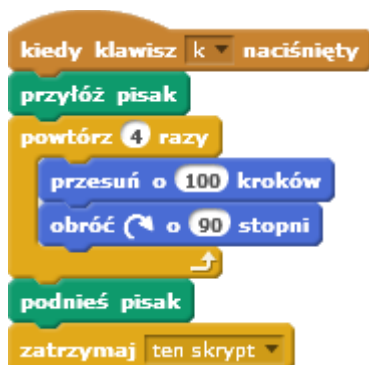 kiedy klawisz k naciśnięty
przyłóż pisak
powtórz 4 razy
przesuń o 100 kroków
obróć o 90 stopni
podnieś pisak
zatrzymaj ten skrypt